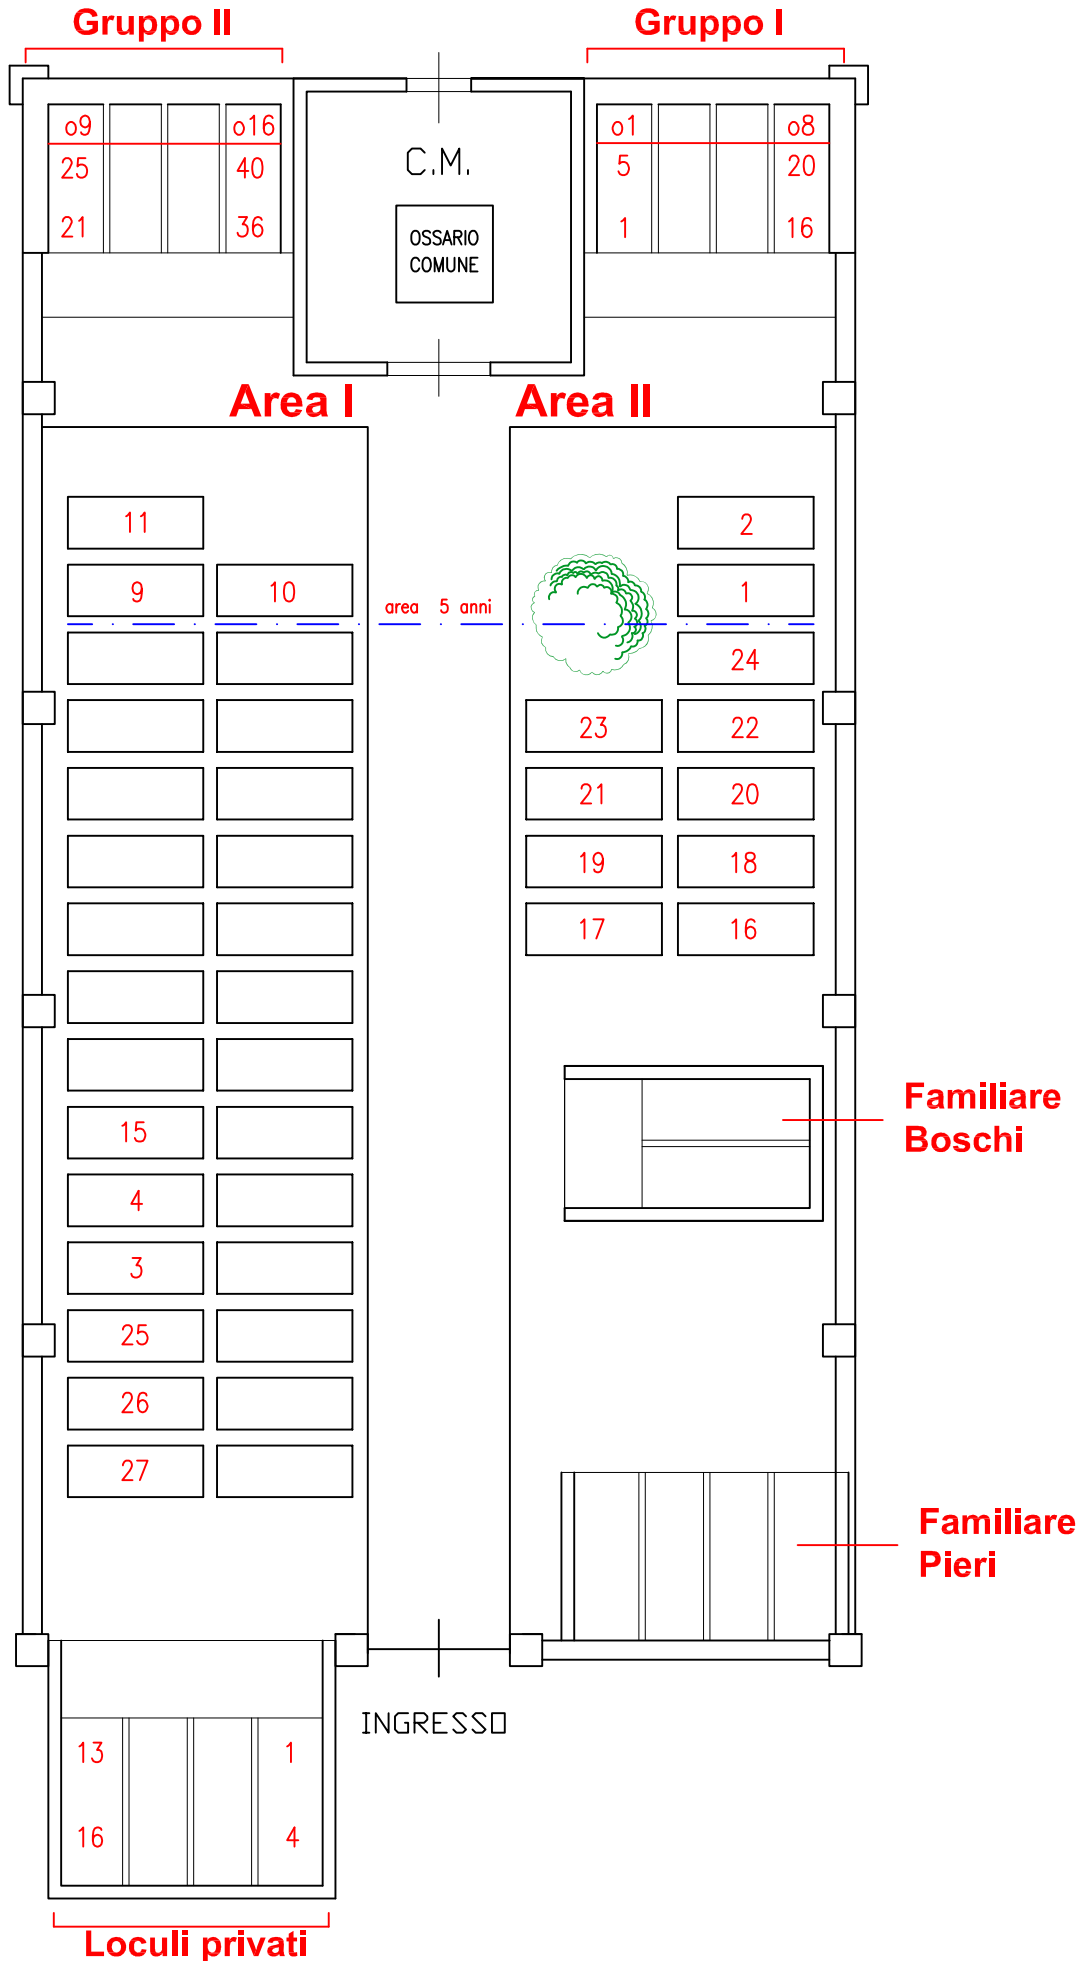 Gruppo II
Gruppo I
o9
o16
o1
o8
25
40
5
20
21
36
1
16
C.M.
OSSARIO
COMUNE
Area I
Area II
11
2
9
10
1
area 5 anni
24
23
22
21
20
19
18
17
16
15
4
3
25
26
27
Familiare
Boschi
Familiare
Pieri
INGRESSO
13
1
16
4
Loculi privati